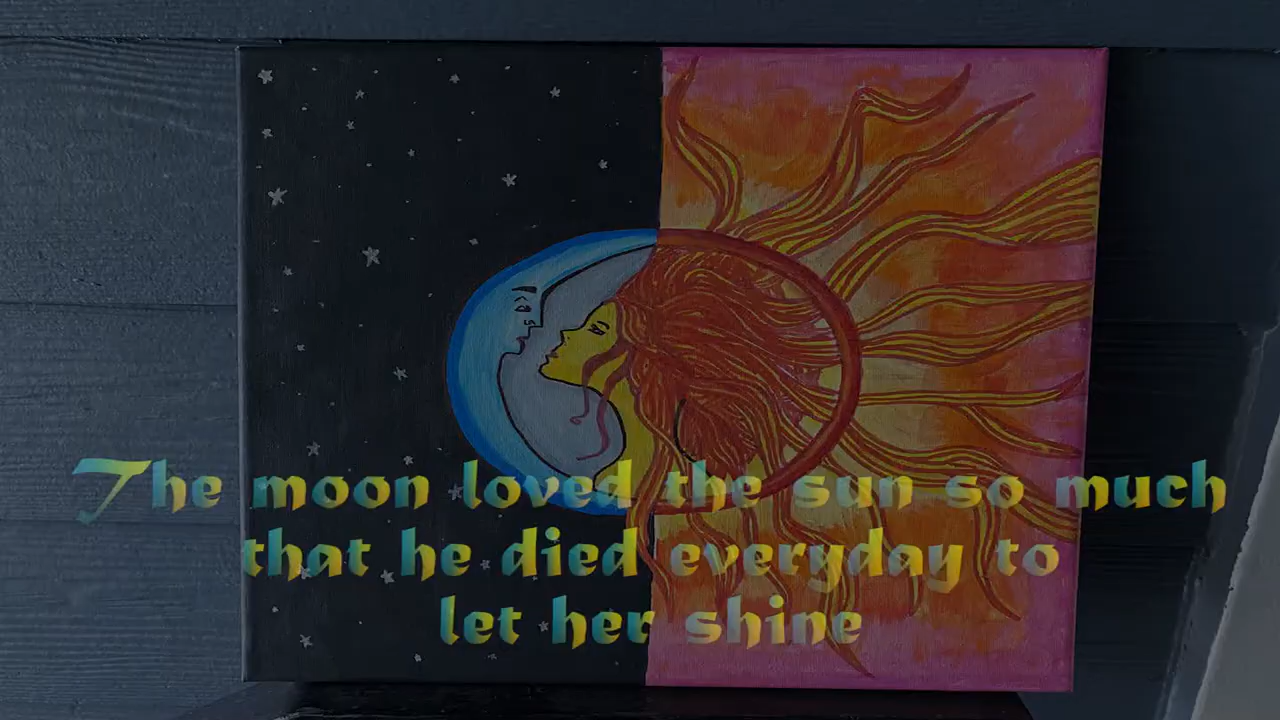 The moon loved the sun so much
that he died everyday to
let her shine